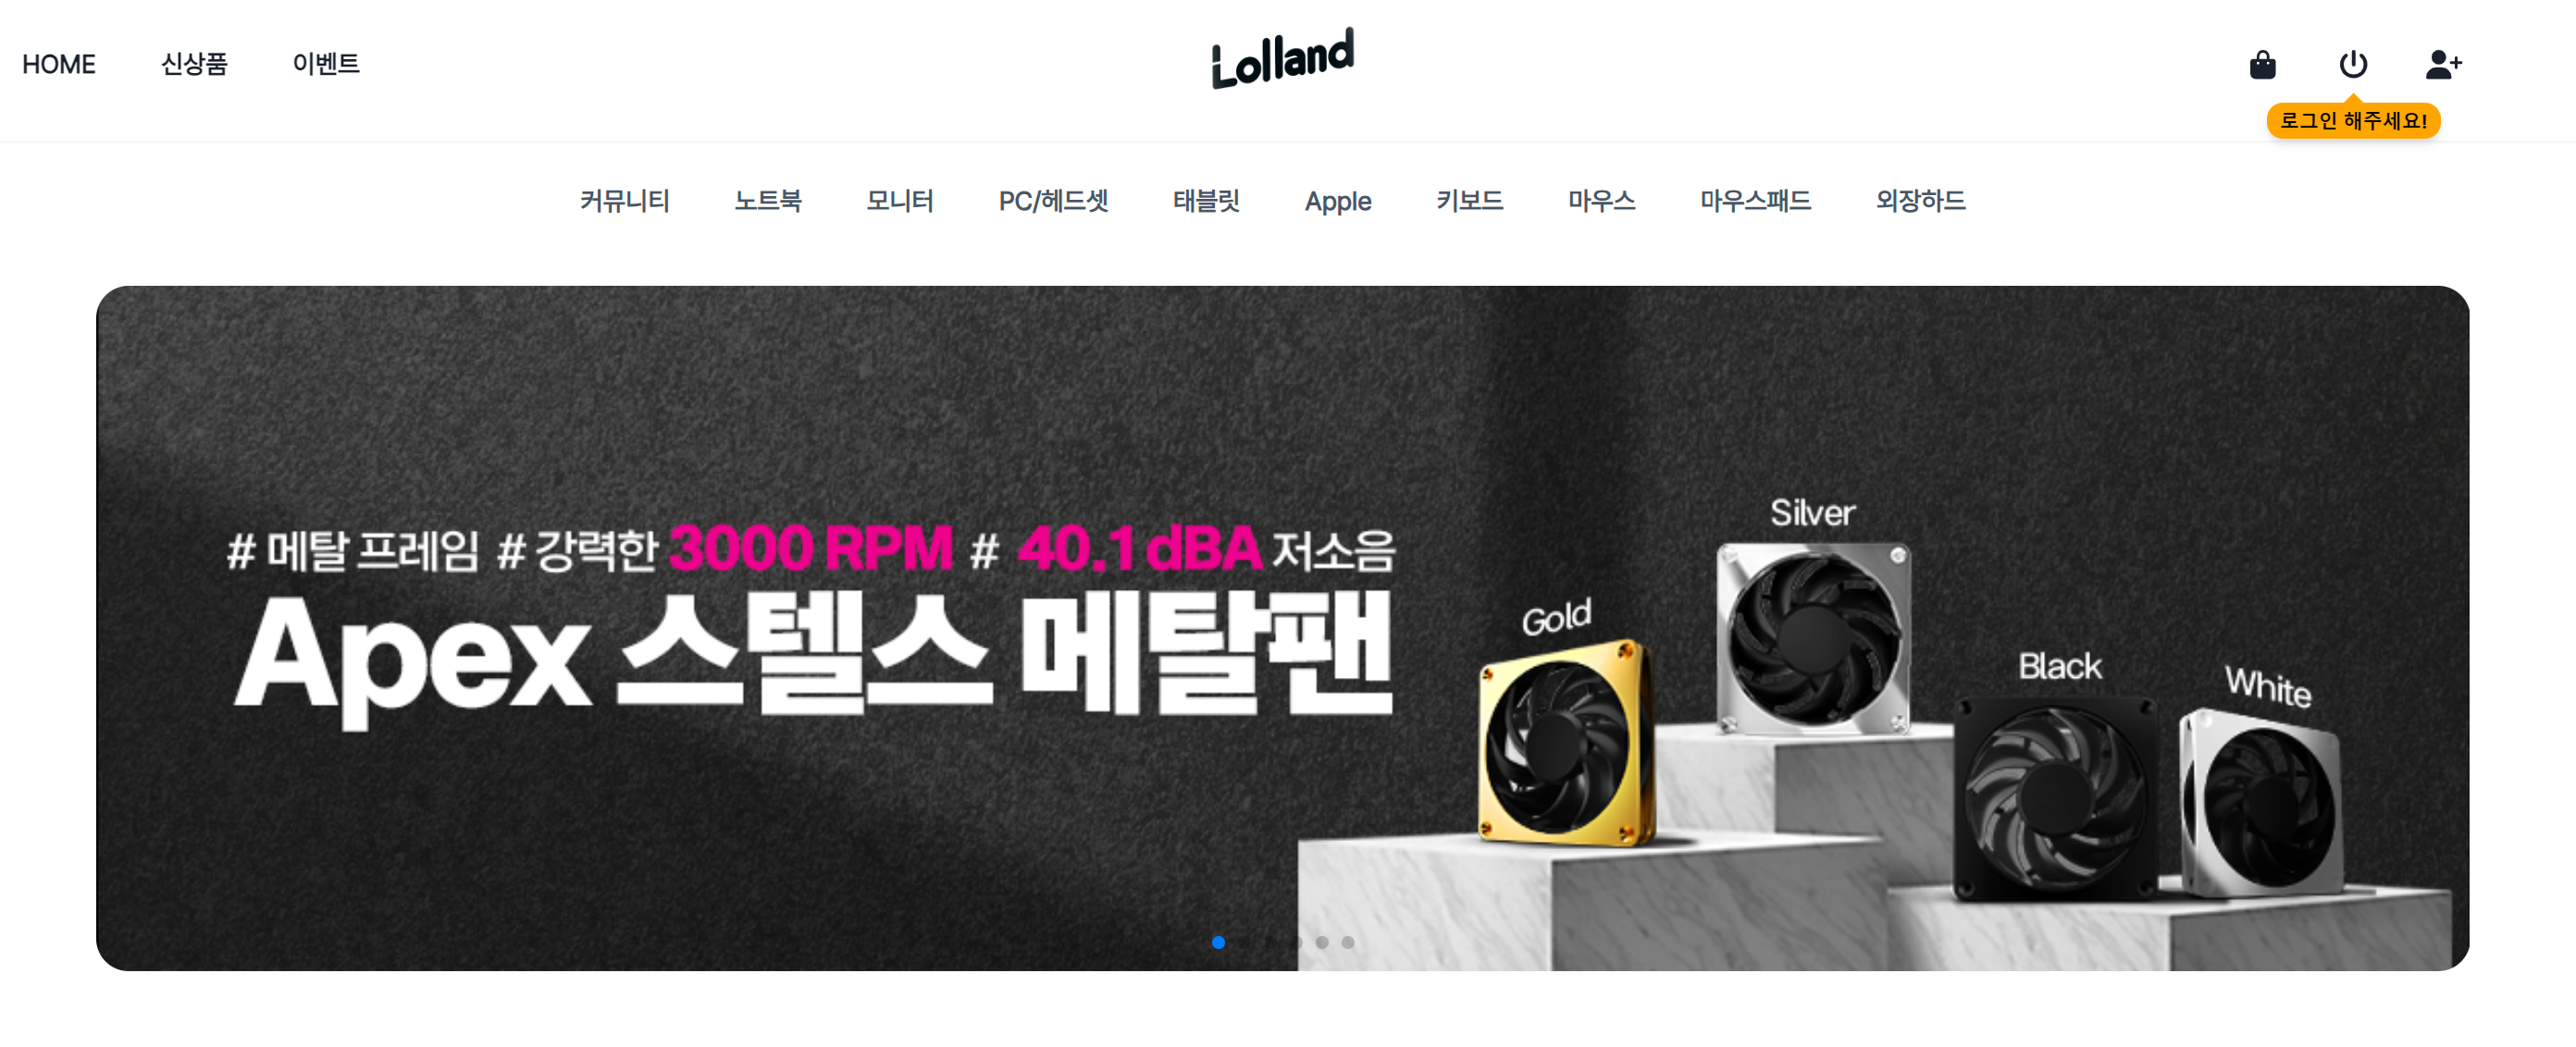 HOME 신상품 이벤트
Lolland
로그인 해주세요!
커뮤니티 노트북 모니터 PC/헤드셋 태블릿 Apple 키보드 마우스 마우스패드 외장하드
# 메탈 프레임 # 강력한 3000 RPM # 40.1 dBA 저소음
Apex 스텔스 메탈팬
Gold
Silver
Black
White